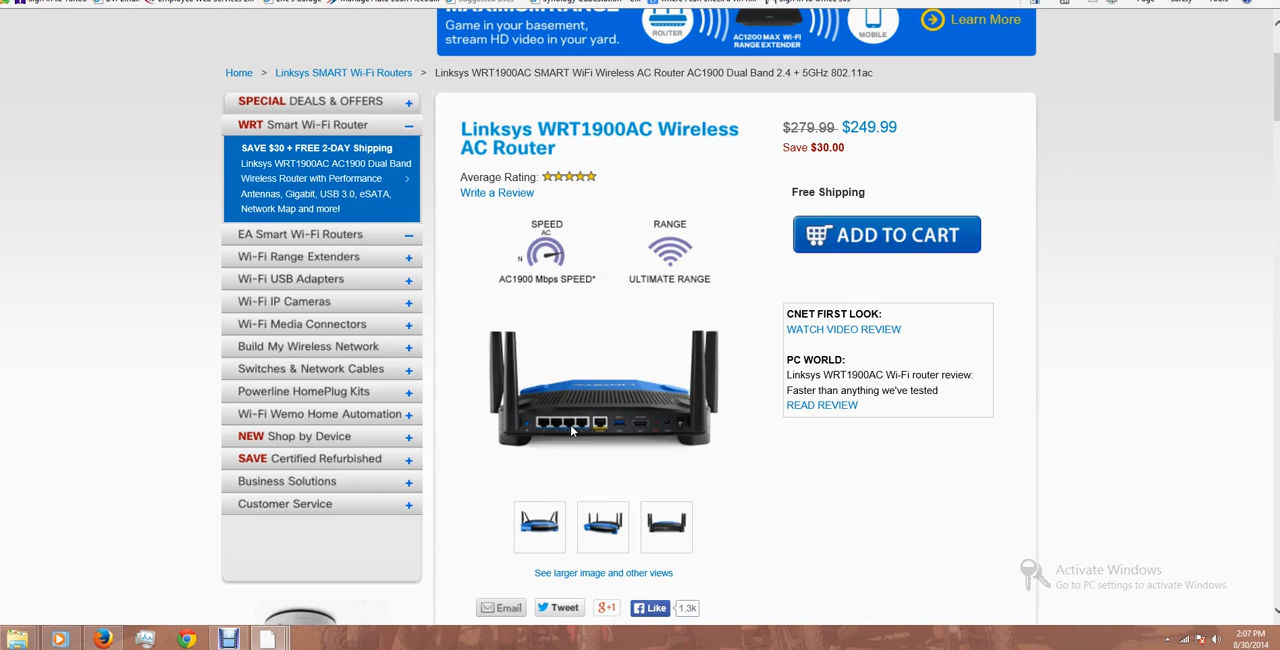 Game in your basement,
stream HD video in your yard.
ROUTER
AC1200 MAX WI-FI
RANGE EXTENDER
MOBILE
Learn More
Home > Linksys SMART Wi-Fi Routers > Linksys WRT1900AC SMART WiFi Wireless AC Router AC1900 Dual Band 2.4 + 5GHz 802.11ac
SPECIAL DEALS & OFFERS +
WRT Smart Wi-Fi Router –
SAVE $30 + FREE 2-DAY Shipping
Linksys WRT1900AC AC1900 Dual Band
Wireless Router with Performance
Antennas, Gigabit, USB 3.0, eSATA,
Network Map and more!
EA Smart Wi-Fi Routers –
Wi-Fi Range Extenders +
Wi-Fi USB Adapters +
Wi-Fi IP Cameras +
Wi-Fi Media Connectors +
Build My Wireless Network +
Switches & Network Cables +
Powerline HomePlug Kits +
Wi-Fi Wemo Home Automation +
NEW Shop by Device +
SAVE Certified Refurbished +
Business Solutions +
Customer Service +
Linksys WRT1900AC Wireless
AC Router
Average Rating:
Write a Review
SPEED
AC
N
AC1900 Mbps SPEED*
RANGE
ULTIMATE RANGE
See larger image and other views
Email
Tweet
g+1
Like
1.3k
$279.99 $249.99
Save $30.00
Free Shipping
ADD TO CART
CNET FIRST LOOK:
WATCH VIDEO REVIEW
PC WORLD:
Linksys WRT1900AC Wi-Fi router review:
Faster than anything we've tested
READ REVIEW
Activate Windows
Go to PC settings to activate Windows.
2:07 PM
8/30/2014